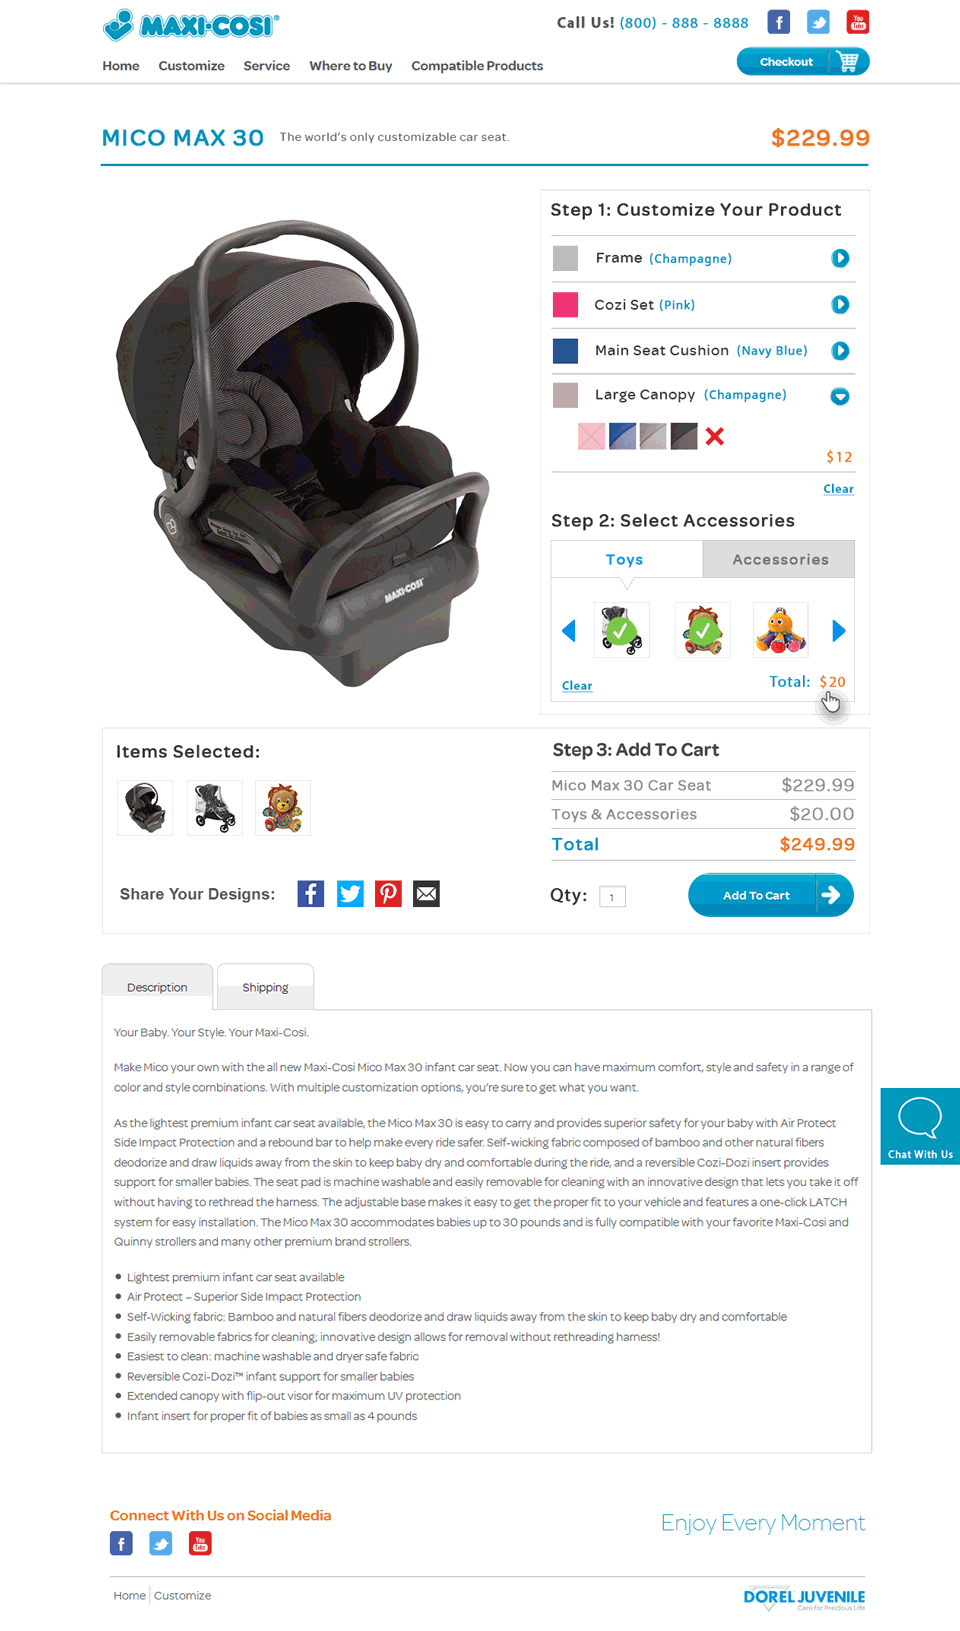 MAXI-COSI®
Call Us! (800) - 888 - 8888
You
Tube
Home Customize Service Where to Buy Compatible Products
Checkout
MICO MAX 30 The world's only customizable car seat. $229.99
Step 1: Customize Your Product
Frame (Champagne)
Cozi Set (Pink)
Main Seat Cushion (Navy Blue)
Large Canopy (Champagne)
$12
Clear
MAXI-COSI
Step 2: Select Accessories
Toys Accessories
Clear Total: $20
Items Selected:
Step 3: Add To Cart
Mico Max 30 Car Seat $229.99
Toys & Accessories $20.00
Total $249.99
Share Your Designs:
Qty: 1 Add To Cart
Description Shipping
Your Baby. Your Style. Your Maxi-Cosi.
Make Mico your own with the all new Maxi-Cosi Mico Max 30 infant car seat. Now you can have maximum comfort, style and safety in a range of
color and style combinations. With multiple customization options, you're sure to get what you want.
As the lightest premium infant car seat available, the Mico Max 30 is easy to carry and provides superior safety for your baby with Air Protect
Side Impact Protection and a rebound bar to help make every ride safer. Self-wicking fabric composed of bamboo and other natural fibers
deodorize and draw liquids away from the skin to keep baby dry and comfortable during the ride, and a reversible Cozi-Dozi insert provides
support for smaller babies. The seat pad is machine washable and easily removable for cleaning with an innovative design that lets you take it off
without having to rethread the harness. The adjustable base makes it easy to get the proper fit to your vehicle and features a one-click LATCH
system for easy installation. The Mico Max 30 accommodates babies up to 30 pounds and is fully compatible with your favorite Maxi-Cosi and
Quinny strollers and many other premium brand strollers.
• Lightest premium infant car seat available
• Air Protect – Superior Side Impact Protection
• Self-Wicking fabric: Bamboo and natural fibers deodorize and draw liquids away from the skin to keep baby dry and comfortable
• Easily removable fabrics for cleaning; innovative design allows for removal without rethreading harness!
• Easiest to clean: machine washable and dryer safe fabric
• Reversible Cozi-Dozi™ infant support for smaller babies
• Extended canopy with flip-out visor for maximum UV protection
• Infant insert for proper fit of babies as small as 4 pounds
Chat With Us
Connect With Us on Social Media
Enjoy Every Moment
You
Tube
Home Customize
DOREL JUVENILE
Care for Precious Life